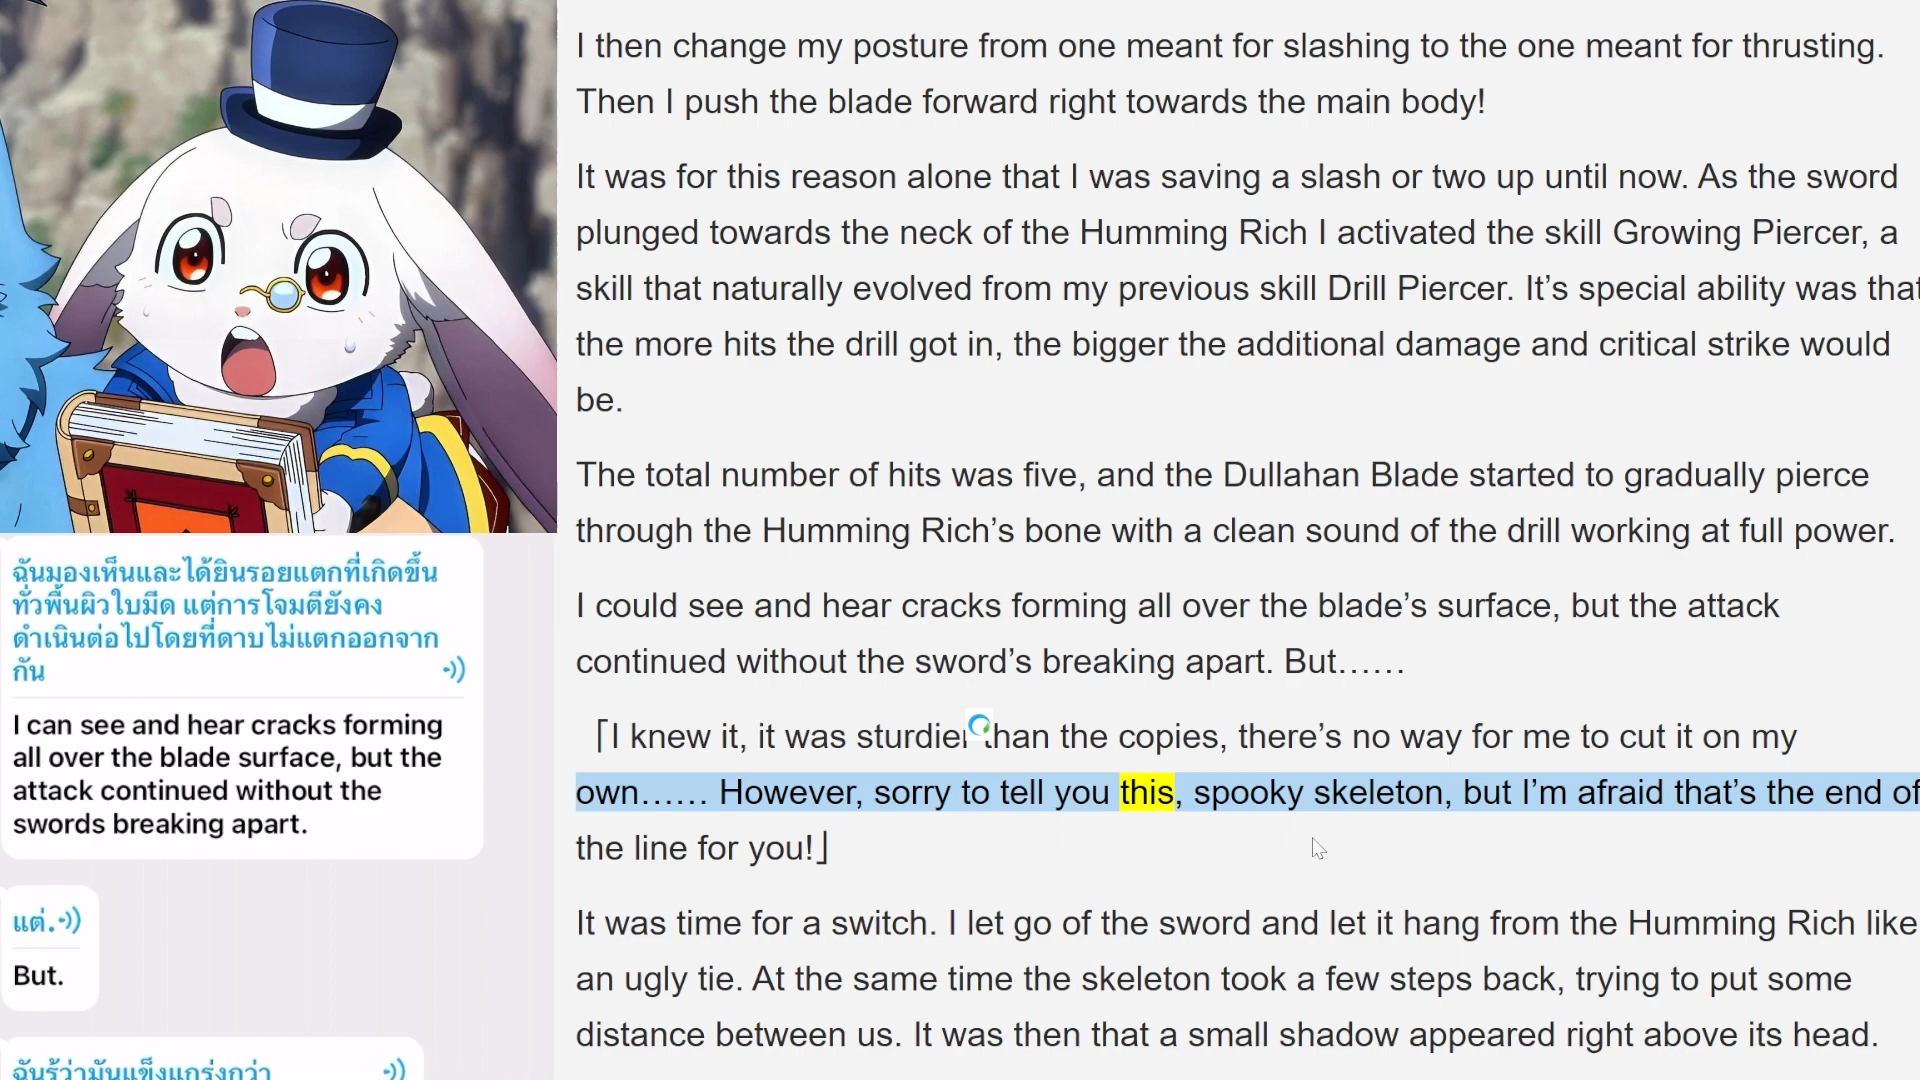 I then change my posture from one meant for slashing to the one meant for thrusting.
Then I push the blade forward right towards the main body!
It was for this reason alone that I was saving a slash or two up until now. As the sword
plunged towards the neck of the Humming Rich I activated the skill Growing Piercer, a
skill that naturally evolved from my previous skill Drill Piercer. It’s special ability was that
the more hits the drill got in, the bigger the additional damage and critical strike would
be.
The total number of hits was five, and the Dullahan Blade started to gradually pierce
through the Humming Rich’s bone with a clean sound of the drill working at full power.
I could see and hear cracks forming all over the blade’s surface, but the attack
continued without the sword’s breaking apart. But……
⌈I knew it, it was sturdier than the copies, there’s no way for me to cut it on my
own…… However, sorry to tell you this, spooky skeleton, but I’m afraid that’s the end of
the line for you!⌋
It was time for a switch. I let go of the sword and let it hang from the Humming Rich like
an ugly tie. At the same time the skeleton took a few steps back, trying to put some
distance between us. It was then that a small shadow appeared right above its head.
ฉันมองเห็นและได้ยินรอยแตกที่เกิดขึ้น
ทั่วพื้นผิวใบมีด แต่การโจมตียังคง
ดำเนินต่อไปโดยที่ดาบไม่แตกออกจาก
กัน
I can see and hear cracks forming
all over the blade surface, but the
attack continued without the
swords breaking apart.
แต่.
But.
ฉันรู้ว่ามันแข็งแกร่งกว่า